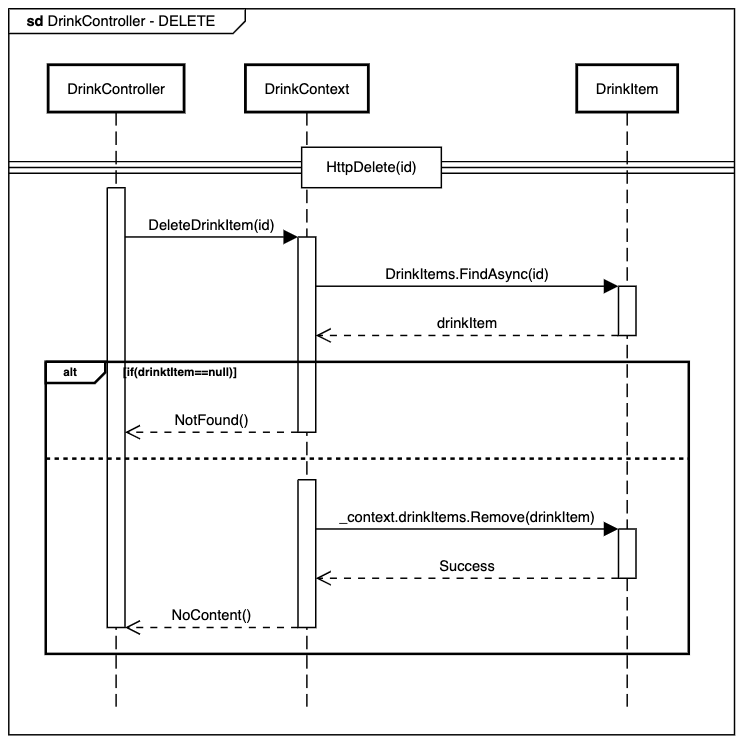 sd DrinkController - DELETE
DrinkController
DrinkContext
DrinkItem
HttpDelete(id)
DeleteDrinkItem(id)
DrinkItems.FindAsync(id)
drinkItem
alt
[if(drinktItem==null)]
NotFound()
_context.drinkItems.Remove(drinkItem)
Success
NoContent()